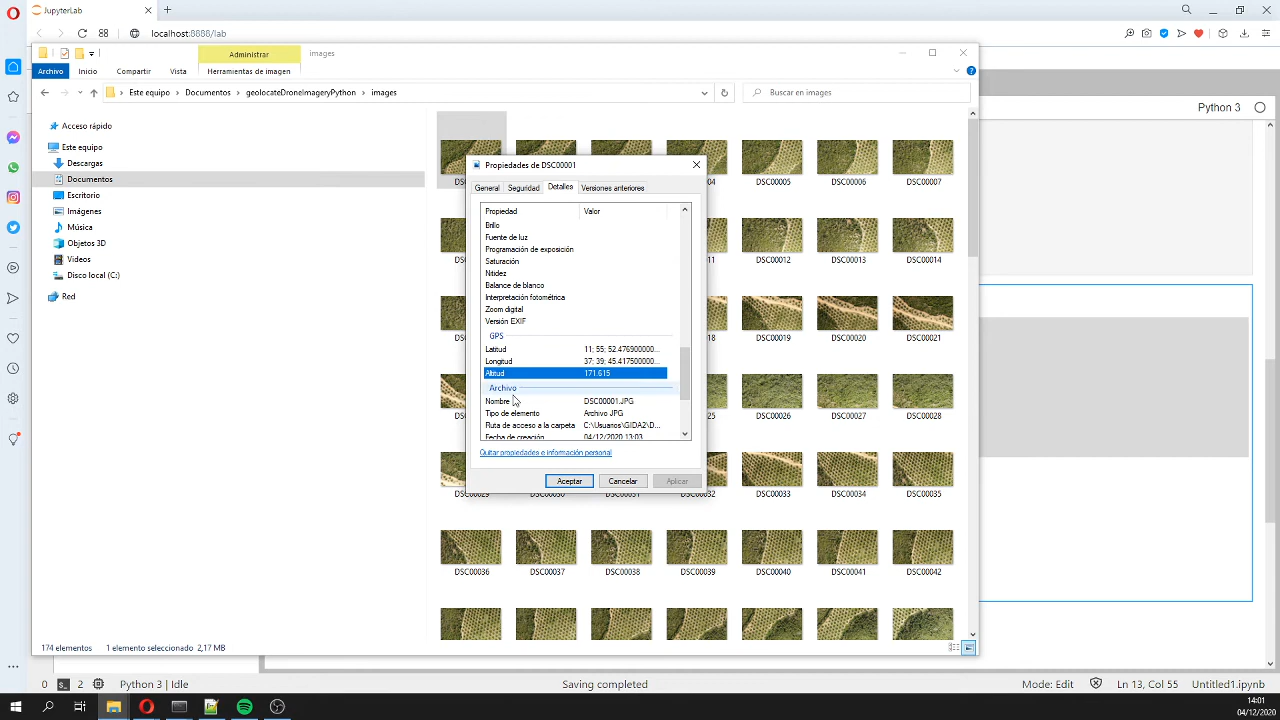 JupyterLab
localhost:8888/lab
Administrar
images
Archivo
Inicio
Compartir
Vista
Herramientas de imagen
Este equipo
Documentos
geolocateDroneImageryPython
images
Buscar en images
Python 3
Acceso rápido
Este equipo
Descargas
Documentos
Escritorio
Imágenes
Música
Objetos 3D
Vídeos
Disco local (C:)
Red
DSC00005
DSC00006
DSC00007
DSC00012
DSC00013
DSC00014
DSC00019
DSC00020
DSC00021
DSC00026
DSC00027
DSC00028
DSC00033
DSC00034
DSC00035
DSC00036
DSC00037
DSC00038
DSC00039
DSC00040
DSC00041
DSC00042
Propiedades de DSC00001
General
Seguridad
Detalles
Versiones anteriores
Propiedad
Valor
Brillo
Fuente de luz
Programación de exposición
Saturación
Nitidez
Balance de blanco
Interpretación fotométrica
Zoom digital
Versión EXIF
GPS
Latitud 11; 55; 52.476900000...
Longitud 37; 39; 45.417500000...
Altitud 171.615
Archivo
Nombre DSC00001.JPG
Tipo de elemento Archivo JPG
Ruta de acceso a la carpeta C:\Usuarios\GIDA2\D...
Fecha de creación 04/12/2020 13:03
Quitar propiedades e información personal
Aceptar
Cancelar
Aplicar
174 elementos
1 elemento seleccionado 2,17 MB
0
2
Python 3 | Idle
Saving completed
Mode: Edit
Ln 13, Col 55
Untitled1.ipynb
14:01
04/12/2020